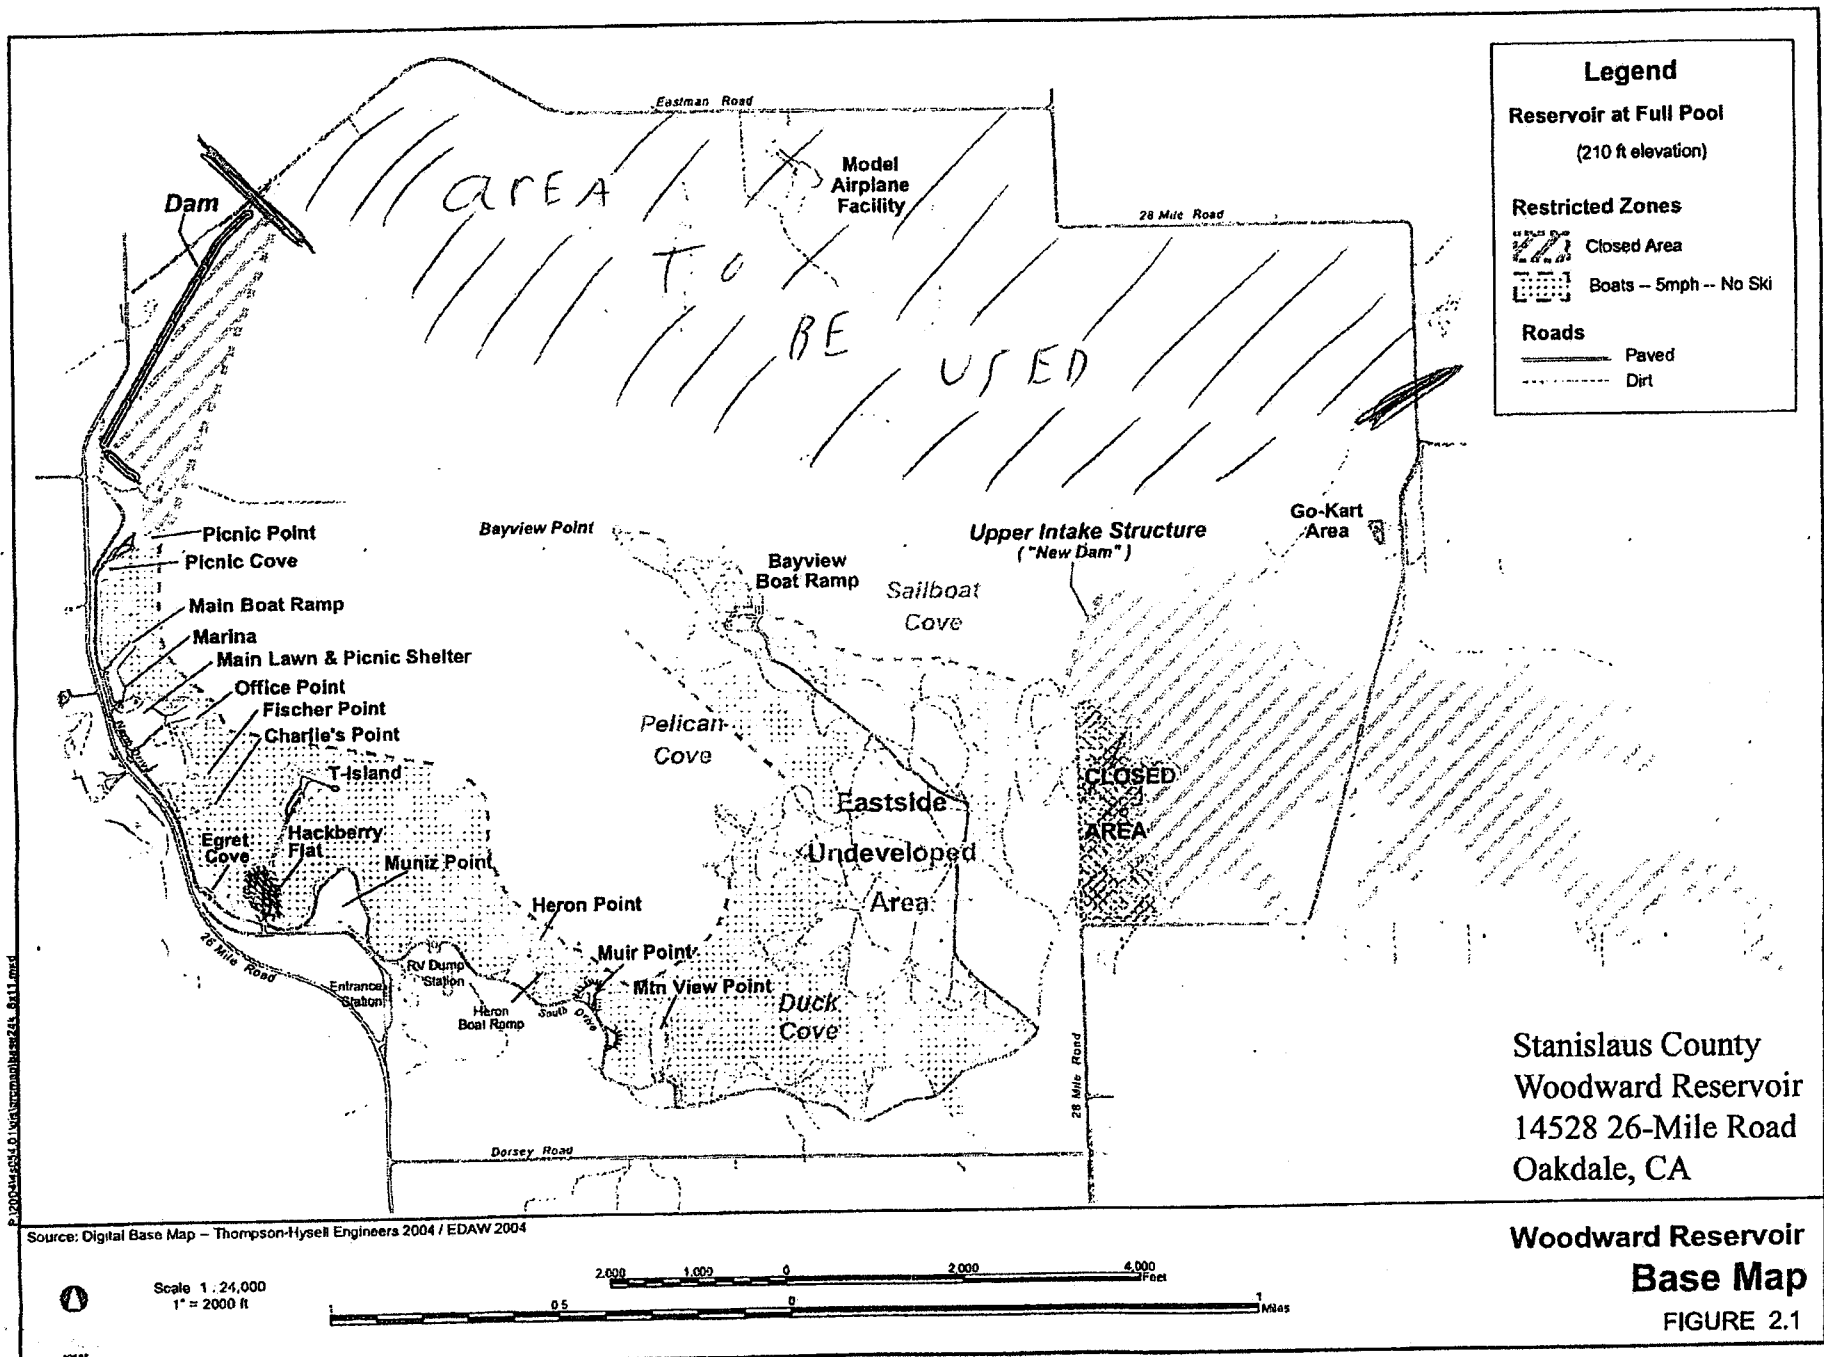 Legend
Reservoir at Full Pool
(210 ft elevation)
Restricted Zones
Closed Area
Boats -- 5mph -- No Ski
Roads
Paved
Dirt
Eastman Road
Model
Airplane
Facility
28 Mile Road
Dam
arEA
TO
BE
USED
Go-Kart
Area
Upper Intake Structure
( "New Dam" )
Bayview Point
Bayview
Boat Ramp
Sailboat
Cove
Picnic Point
Picnic Cove
Main Boat Ramp
Marina
Main Lawn & Picnic Shelter
Office Point
Fischer Point
Charlie's Point
T-Island
Pelican
Cove
CLOSED
AREA
Eastside
Undeveloped
Area
Egret
Cove
Hackberry
Flat
Muniz Point
Heron Point
Muir Point
Mtn View Point
26 Mile Road
Entrance
Station
RV Dump
Station
Heron
Boat Ramp
South Drive
Duck
Cove
28 Mile Road
Dorsey Road
Stanislaus County
Woodward Reservoir
14528 26-Mile Road
Oakdale, CA
Source: Digital Base Map – Thompson-Hysell Engineers 2004 / EDAW 2004
Scale 1 : 24,000
1" = 2000 ft
2,000 1,000 0 2,000 4,000
Feet
1 0.5 0 1
Miles
Woodward Reservoir
Base Map
FIGURE 2.1